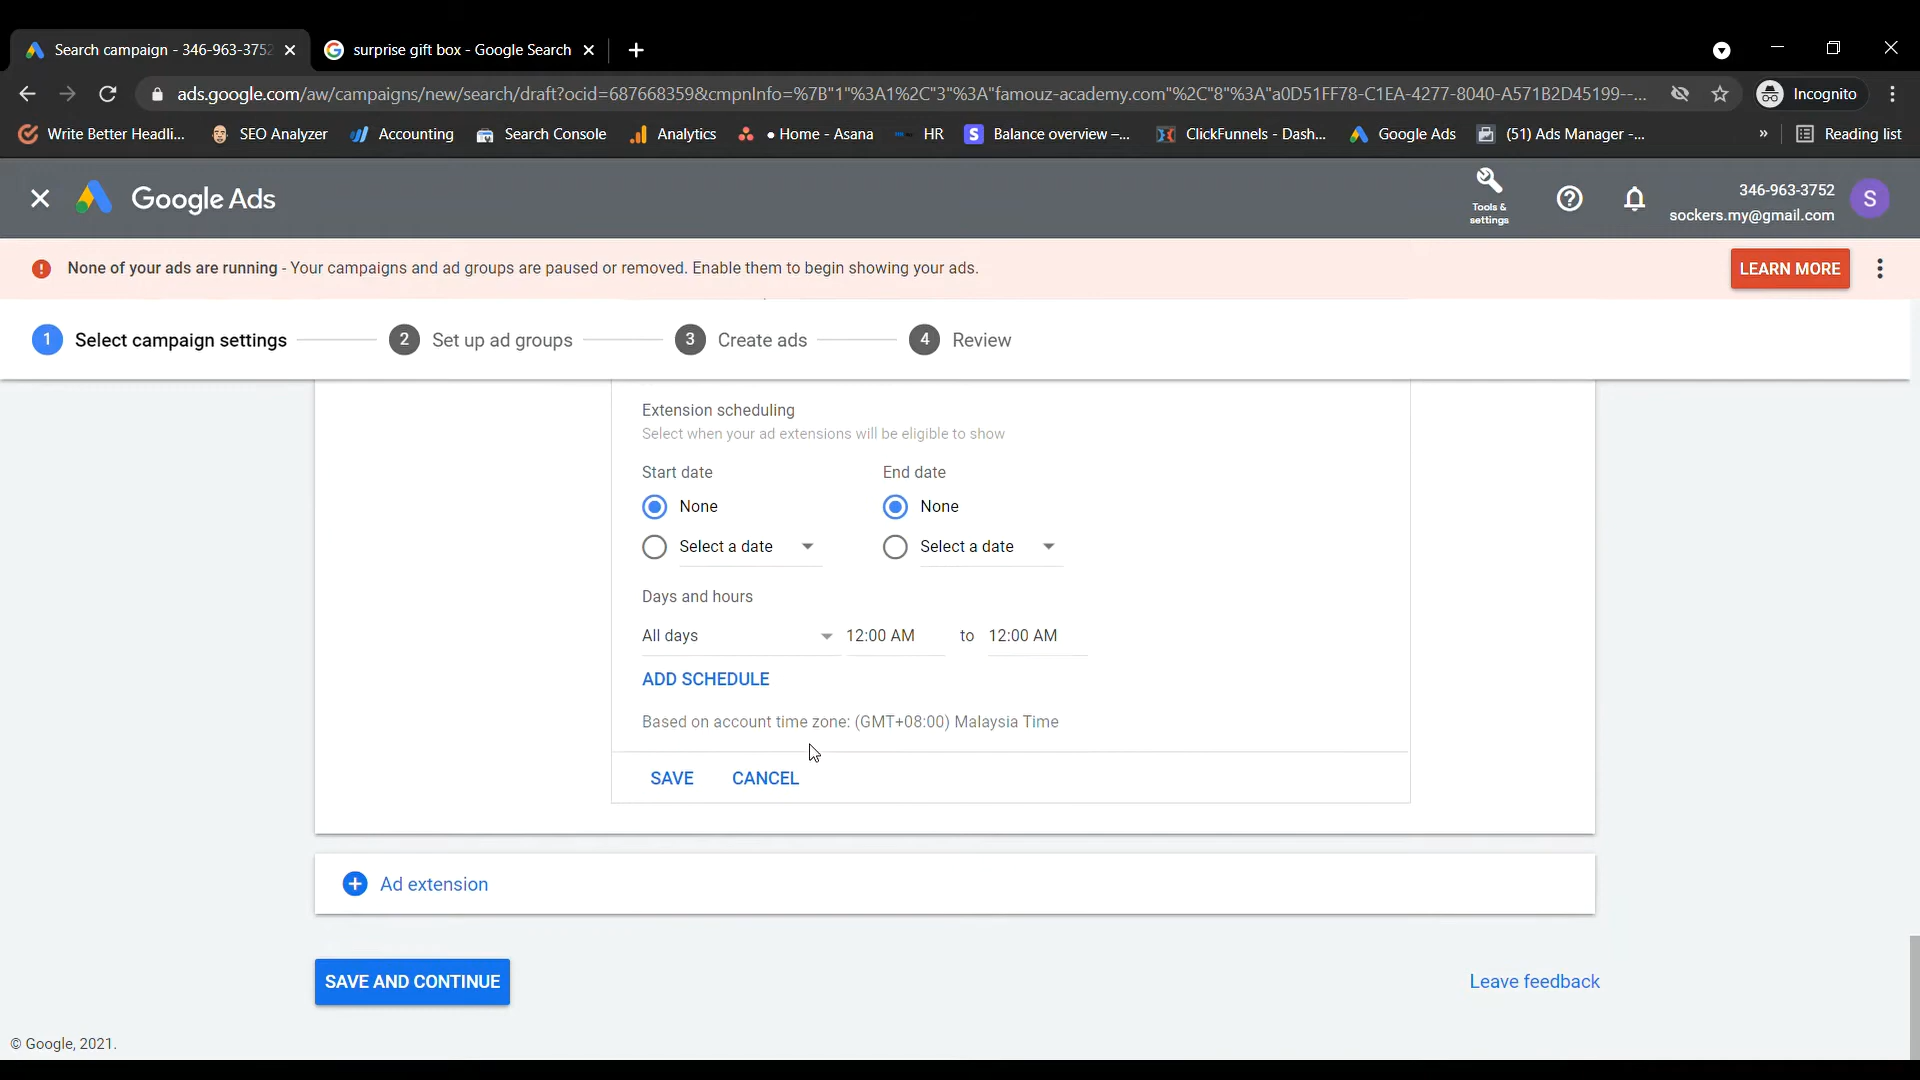 Search campaign - 346-963-3752
surprise gift box - Google Search
ads.google.com/aw/campaigns/new/search/draft?ocid=687668359&cmpnInfo=%7B"1"%3A1%2C"3"%3A"famouz-academy.com"%2C"8"%3A"a0D51FF78-C1EA-4277-8040-A571B2D45199--...
Incognito
Write Better Headli...
SEO Analyzer
Accounting
Search Console
Analytics
• Home - Asana
HR
S
Balance overview –...
ClickFunnels - Dash...
Google Ads
(51) Ads Manager -...
»
Reading list
Google Ads
Tools &
settings
346-963-3752
sockers.my@gmail.com
S
None of your ads are running - Your campaigns and ad groups are paused or removed. Enable them to begin showing your ads.
LEARN MORE
1 Select campaign settings
2 Set up ad groups
3 Create ads
4 Review
Extension scheduling
Select when your ad extensions will be eligible to show
Start date
End date
None
None
Select a date
Select a date
Days and hours
All days 12:00 AM to 12:00 AM
ADD SCHEDULE
Based on account time zone: (GMT+08:00) Malaysia Time
SAVE CANCEL
Ad extension
SAVE AND CONTINUE
Leave feedback
© Google, 2021.